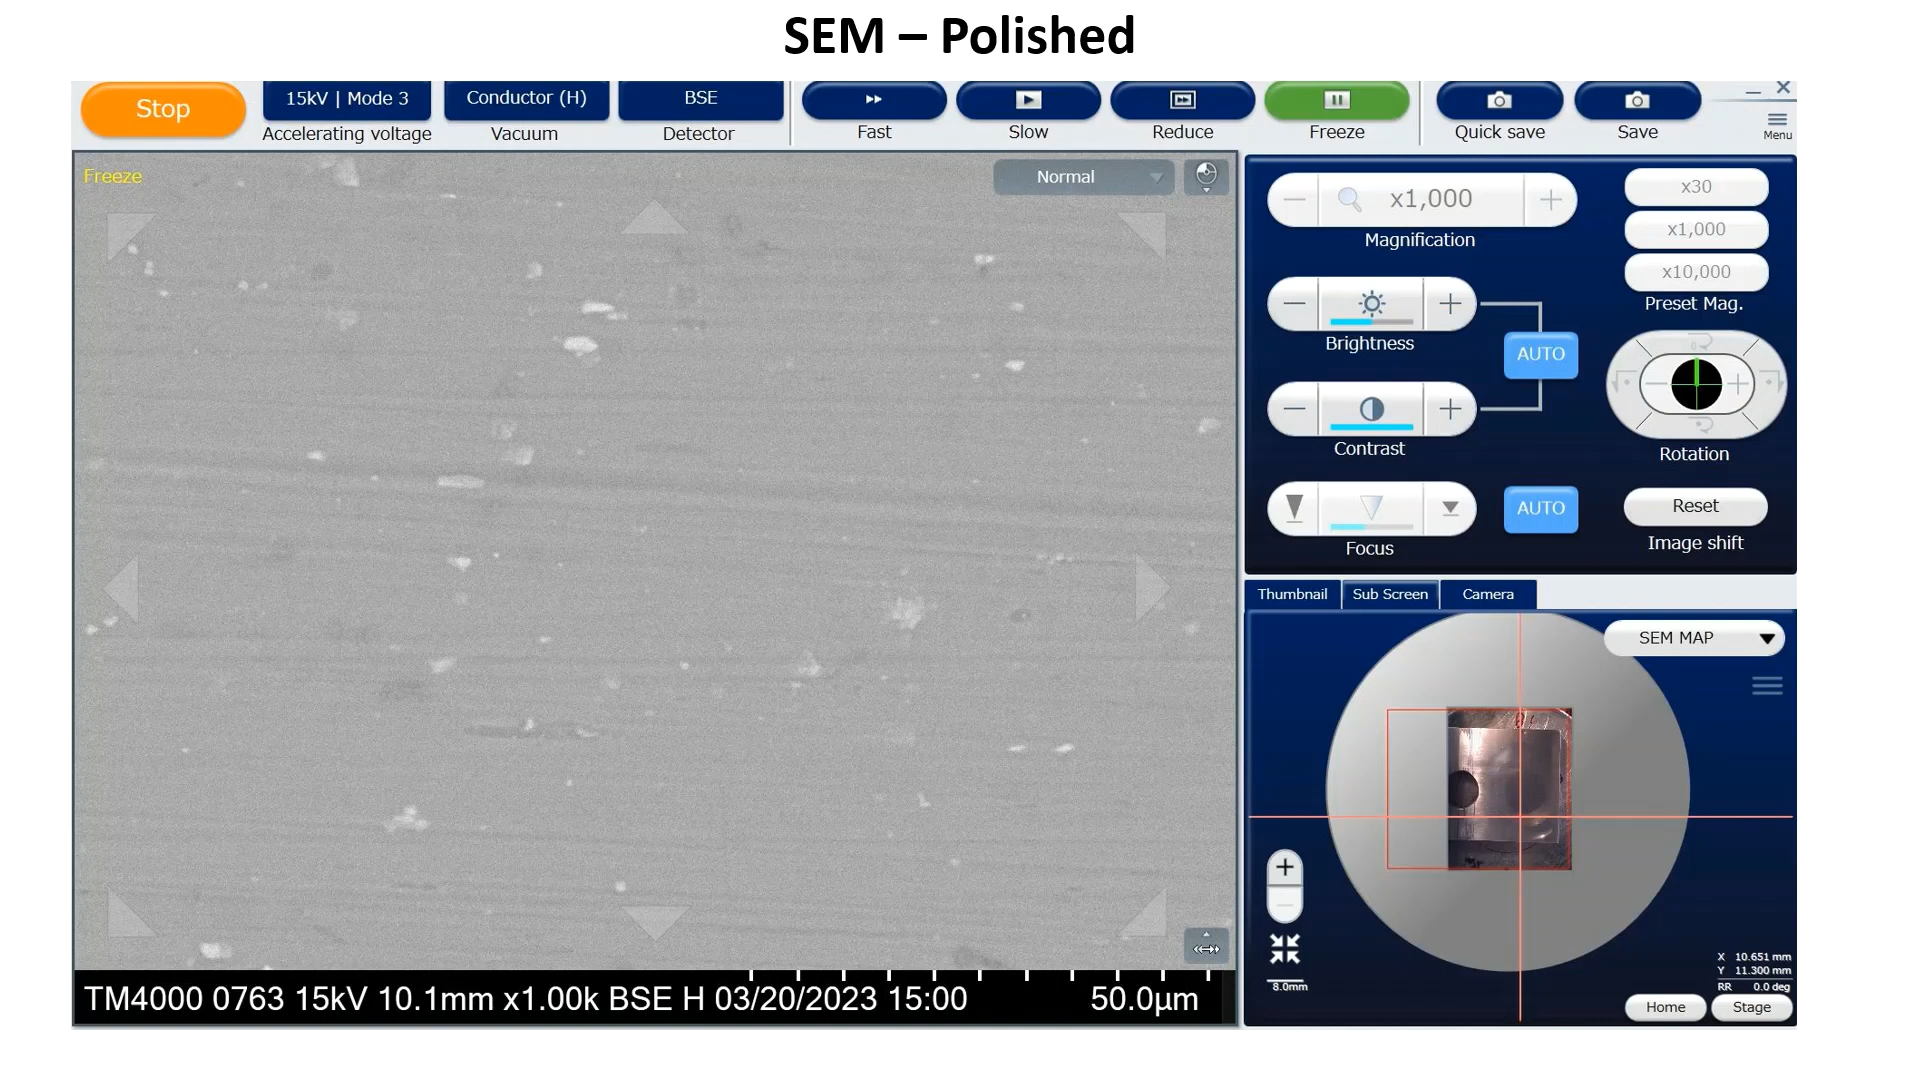 SEM – Polished
Stop
15kV | Mode 3
Accelerating voltage
Conductor (H)
Vacuum
BSE
Detector
Fast
Slow
Reduce
Freeze
Quick save
Save
Menu
Freeze
Normal
x1,000
Magnification
x30
x1,000
x10,000
Preset Mag.
Brightness
AUTO
Contrast
Rotation
Focus
AUTO
Reset
Image shift
Thumbnail
Sub Screen
Camera
SEM MAP
8.0mm
X 10.651 mm
Y 11.300 mm
RR 0.0 deg
Home
Stage
TM4000 0763 15kV 10.1mm x1.00k BSE H 03/20/2023 15:00
50.0µm